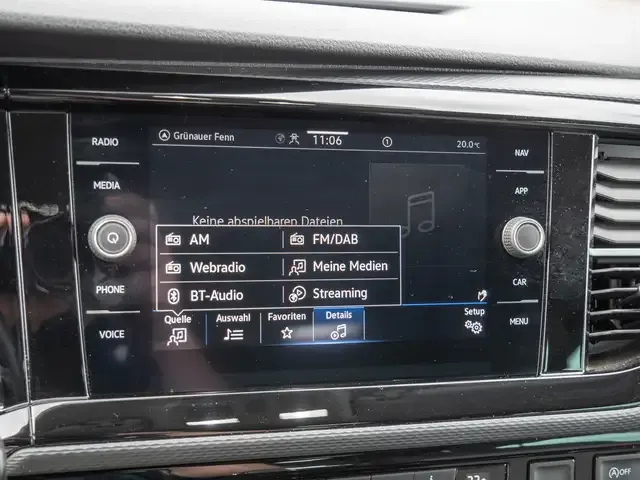 RADIO
MEDIA
PHONE
VOICE
NAV
APP
CAR
MENU
Grünauer Fenn
11:06
1
20.0°C
Keine abspielbaren Dateien
AM
FM/DAB
Webradio
Meine Medien
BT-Audio
Streaming
Quelle
Auswahl
Favoriten
Details
Setup
OFF